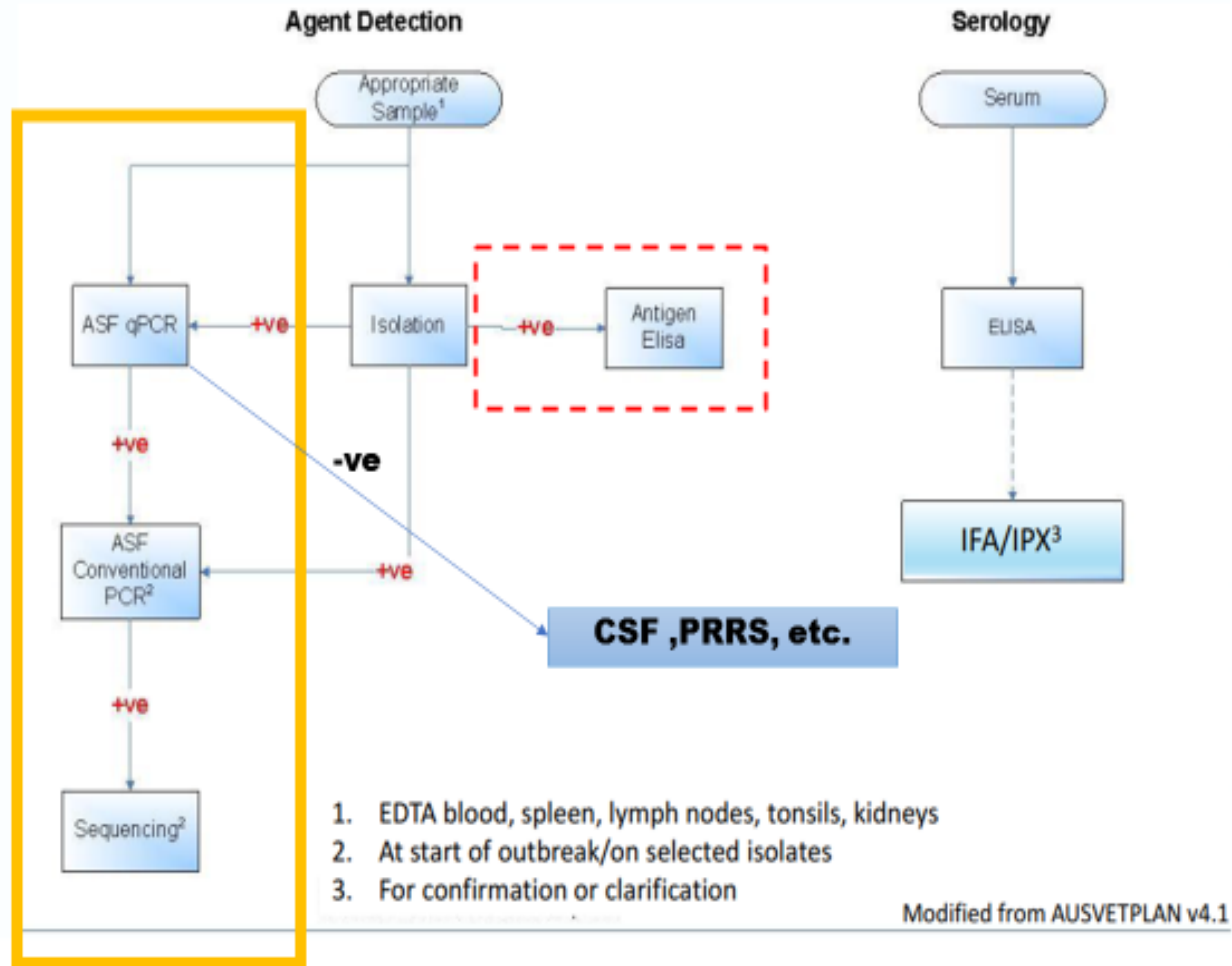 Agent Detection
Serology
Appropriate
Sample¹
Serum
ASF qPCR
+ve
Isolation
+ve
Antigen
Elisa
ELISA
+ve
-ve
ASF
Conventional
PCR²
+ve
IFA/IPX³
CSF ,PRRS, etc.
+ve
Sequencing²
1. EDTA blood, spleen, lymph nodes, tonsils, kidneys
2. At start of outbreak/on selected isolates
3. For confirmation or clarification
Modified from AUSVETPLAN v4.1